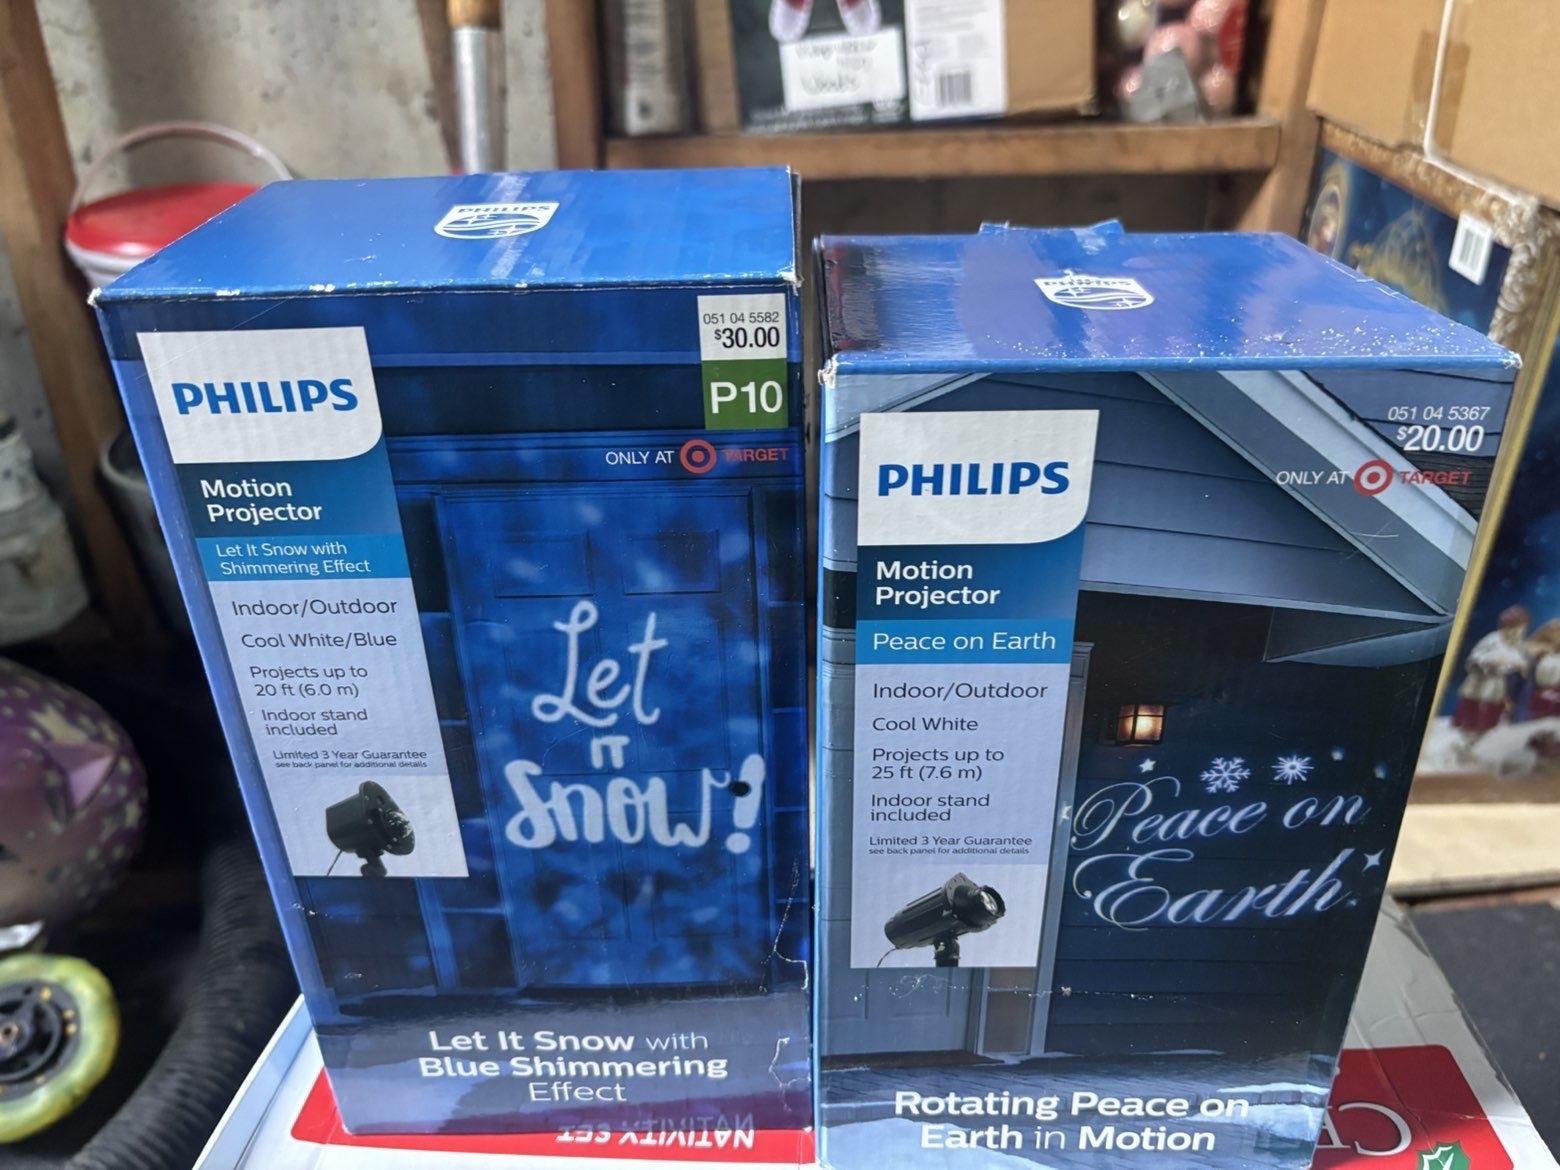 PHILIPS
051 04 5582
$30.00
P10
PHILIPS
ONLY AT TARGET
Motion
Projector
Let It Snow with
Shimmering Effect
Indoor/Outdoor
Cool White/Blue
Projects up to
20 ft (6.0 m)
Indoor stand
included
Limited 3 Year Guarantee
see back panel for additional details
Let
IT
Snow!
Let It Snow with
Blue Shimmering
Effect
NATIVITY SET
PHILIPS
051 04 5367
$20.00
PHILIPS
ONLY AT TARGET
Motion
Projector
Peace on Earth
Indoor/Outdoor
Cool White
Projects up to
25 ft (7.6 m)
Indoor stand
included
Limited 3 Year Guarantee
see back panel for additional details
Peace on
Earth
Rotating Peace on
Earth in Motion